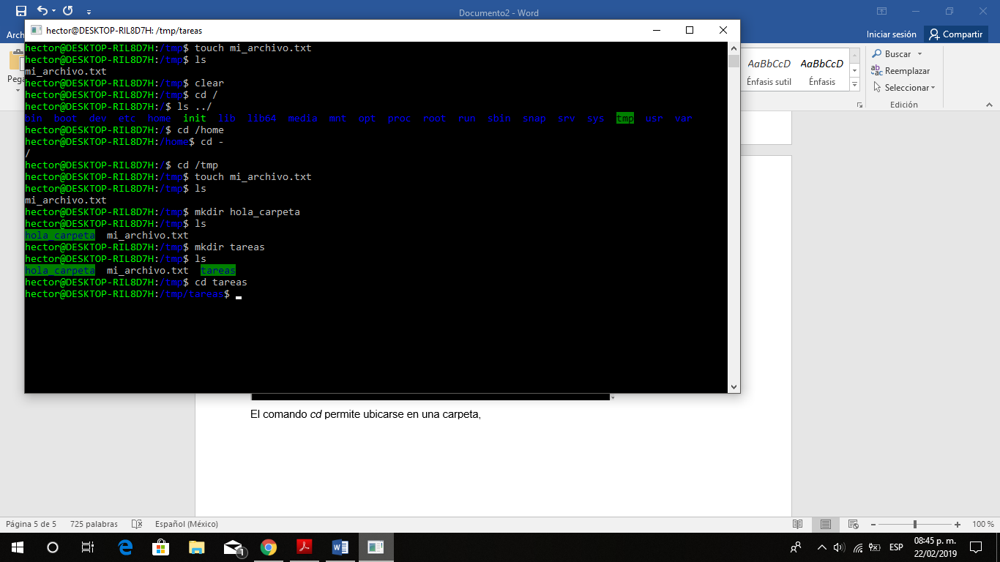 Documento2 - Word
Arch
Iniciar sesión
Compartir
Pega
AaBbCcD AaBbCcD
Énfasis sutil Énfasis
Buscar
Reemplazar
Seleccionar
Edición
hector@DESKTOP-RIL8D7H: /tmp/tareas
hector@DESKTOP-RIL8D7H:/tmp$ touch mi_archivo.txt
hector@DESKTOP-RIL8D7H:/tmp$ ls
mi_archivo.txt
hector@DESKTOP-RIL8D7H:/tmp$ clear
hector@DESKTOP-RIL8D7H:/tmp$ cd /
hector@DESKTOP-RIL8D7H:/$ ls ../
bin boot dev etc home init lib lib64 media mnt opt proc root run sbin snap srv sys tmp usr var
hector@DESKTOP-RIL8D7H:/$ cd /home
hector@DESKTOP-RIL8D7H:/home$ cd -
/
hector@DESKTOP-RIL8D7H:/$ cd /tmp
hector@DESKTOP-RIL8D7H:/tmp$ touch mi_archivo.txt
hector@DESKTOP-RIL8D7H:/tmp$ ls
mi_archivo.txt
hector@DESKTOP-RIL8D7H:/tmp$ mkdir hola_carpeta
hector@DESKTOP-RIL8D7H:/tmp$ ls
hola_carpeta mi_archivo.txt
hector@DESKTOP-RIL8D7H:/tmp$ mkdir tareas
hector@DESKTOP-RIL8D7H:/tmp$ ls
hola_carpeta mi_archivo.txt tareas
hector@DESKTOP-RIL8D7H:/tmp$ cd tareas
hector@DESKTOP-RIL8D7H:/tmp/tareas$
El comando cd permite ubicarse en una carpeta,
Página 5 de 5 725 palabras Español (México) 100 %
1
ESP
08:45 p. m.
22/02/2019